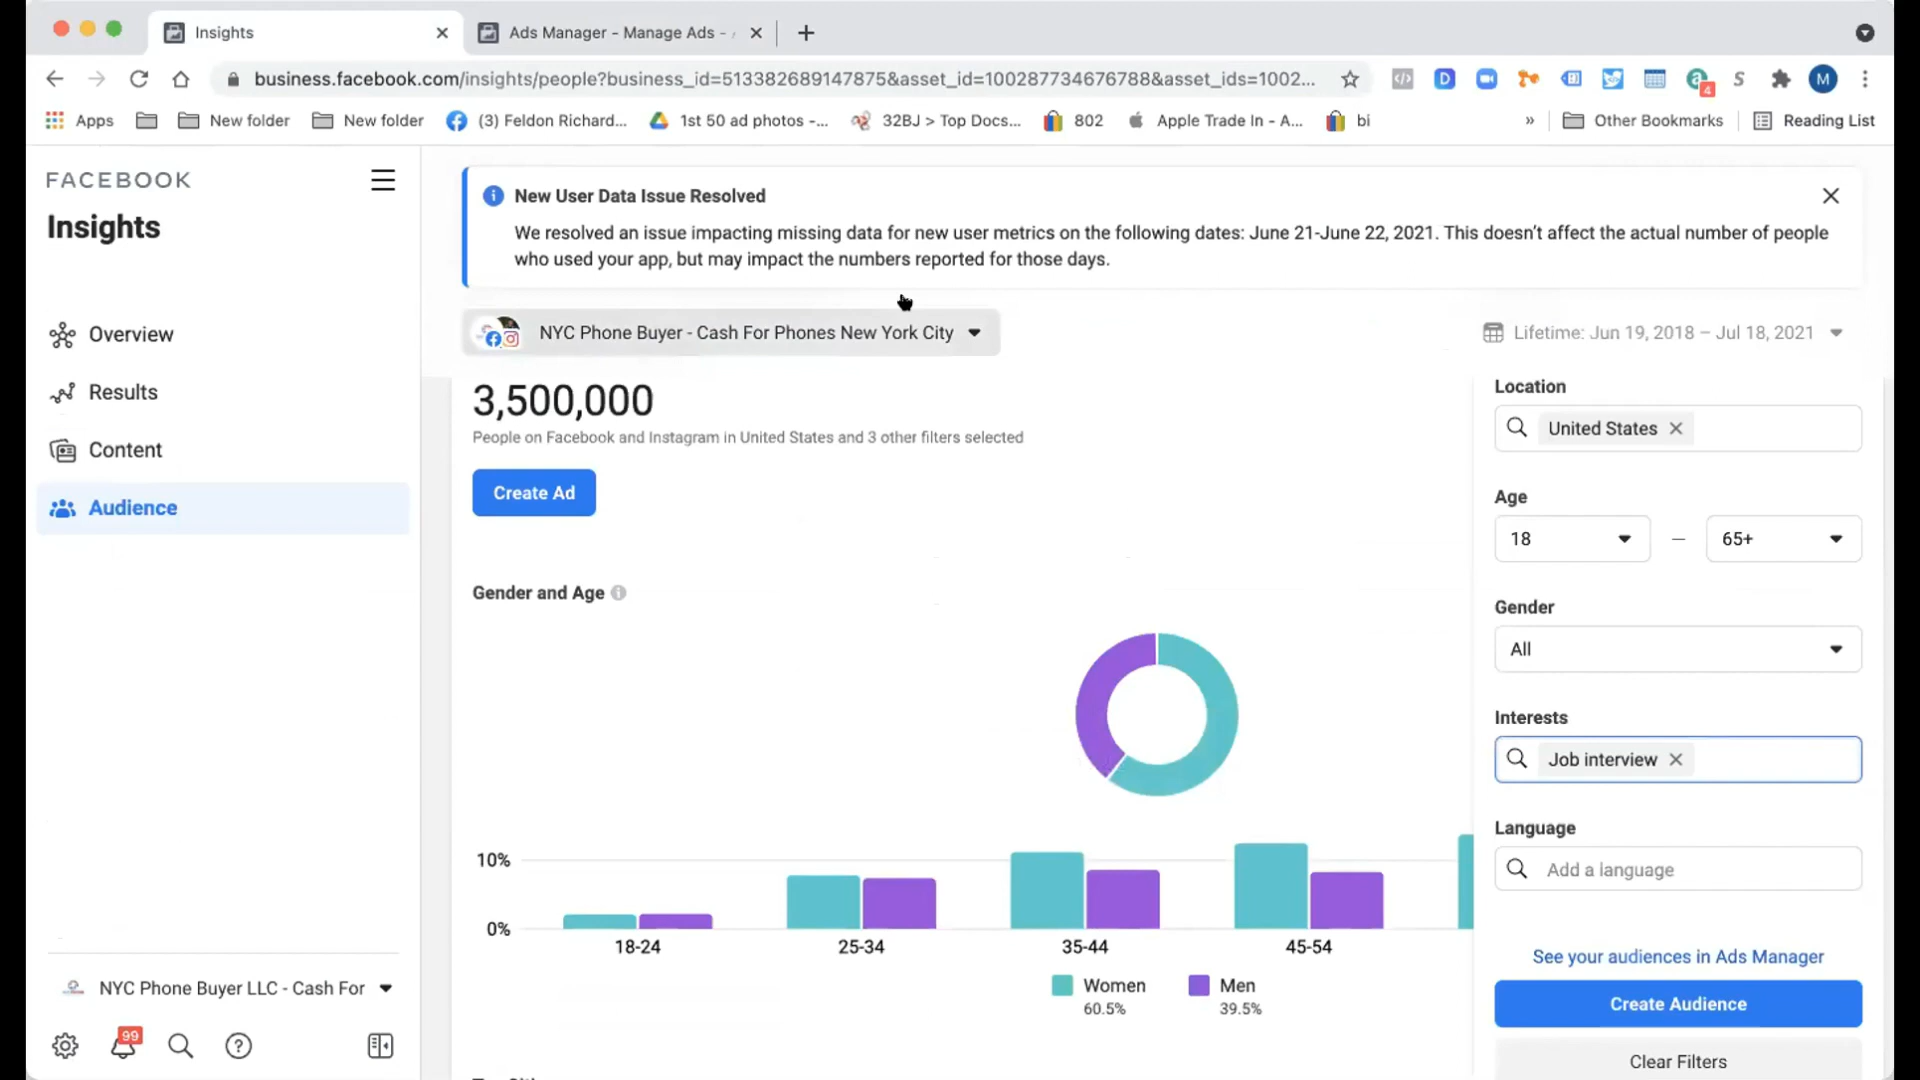 Insights
Ads Manager - Manage Ads -
business.facebook.com/insights/people?business_id=513382689147875&asset_id=100287734676788&asset_ids=1002...
D
4
S
M
Apps
New folder
New folder
(3) Feldon Richard...
1st 50 ad photos -...
32BJ > Top Docs...
802
Apple Trade In - A...
bi
»
Other Bookmarks
Reading List
FACEBOOK
Insights
Overview
Results
Content
Audience
NYC Phone Buyer LLC - Cash For
99
New User Data Issue Resolved
We resolved an issue impacting missing data for new user metrics on the following dates: June 21-June 22, 2021. This doesn't affect the actual number of people
who used your app, but may impact the numbers reported for those days.
NYC Phone Buyer - Cash For Phones New York City
Lifetime: Jun 19, 2018 – Jul 18, 2021
3,500,000
People on Facebook and Instagram in United States and 3 other filters selected
Create Ad
Gender and Age
10%
0%
18-24
25-34
35-44
45-54
Women
60.5%
Men
39.5%
Location
United States
Age
18
—
65+
Gender
All
Interests
Job interview
Language
Add a language
See your audiences in Ads Manager
Create Audience
Clear Filters